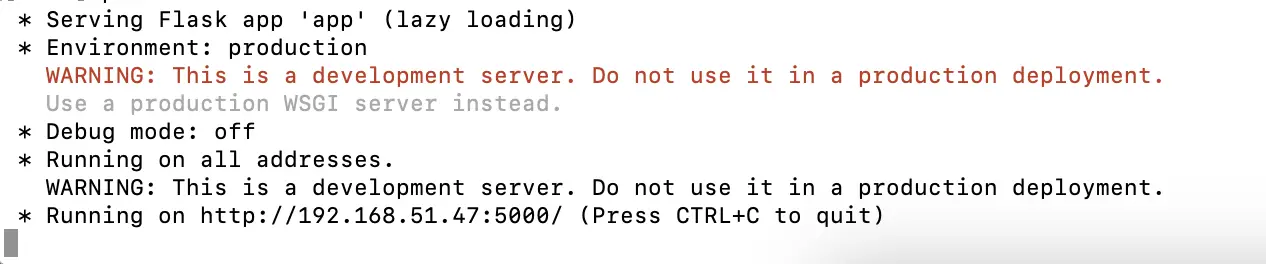 * Serving Flask app 'app' (lazy loading)
* Environment: production
WARNING: This is a development server. Do not use it in a production deployment.
Use a production WSGI server instead.
* Debug mode: off
* Running on all addresses.
WARNING: This is a development server. Do not use it in a production deployment.
* Running on http://192.168.51.47:5000/ (Press CTRL+C to quit)